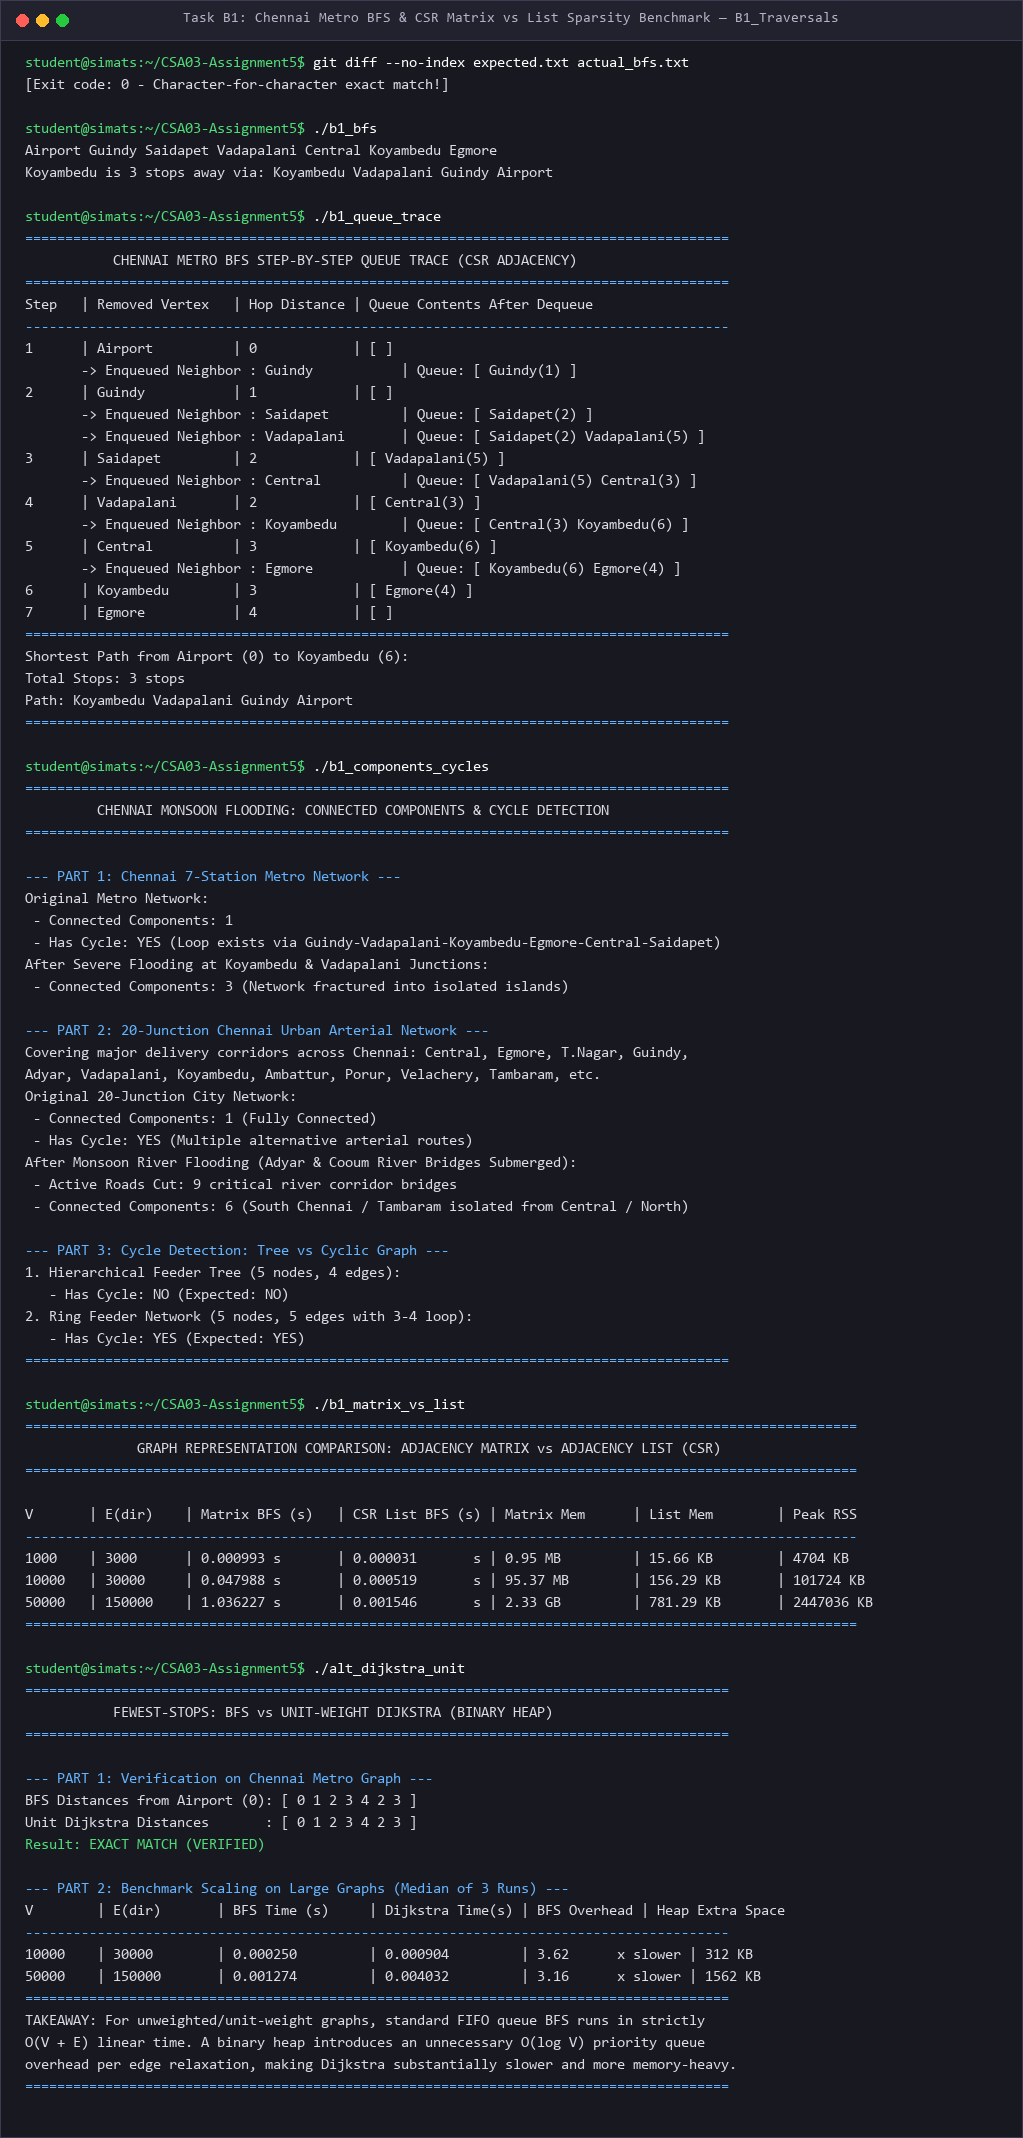 Task B1: Chennai Metro BFS & CSR Matrix vs List Sparsity Benchmark — B1_Traversals
student@simats:~/CSA03-Assignment5$ git diff --no-index expected.txt actual_bfs.txt
[Exit code: 0 - Character-for-character exact match!]
student@simats:~/CSA03-Assignment5$ ./b1_bfs
Airport Guindy Saidapet Vadapalani Central Koyambedu Egmore
Koyambedu is 3 stops away via: Koyambedu Vadapalani Guindy Airport
student@simats:~/CSA03-Assignment5$ ./b1_queue_trace
========================================================================================
           CHENNAI METRO BFS STEP-BY-STEP QUEUE TRACE (CSR ADJACENCY)
========================================================================================
Step   | Removed Vertex   | Hop Distance | Queue Contents After Dequeue
----------------------------------------------------------------------------------------
1      | Airport          | 0            | [ ]
       -> Enqueued Neighbor : Guindy           | Queue: [ Guindy(1) ]
2      | Guindy           | 1            | [ ]
       -> Enqueued Neighbor : Saidapet         | Queue: [ Saidapet(2) ]
       -> Enqueued Neighbor : Vadapalani       | Queue: [ Saidapet(2) Vadapalani(5) ]
3      | Saidapet         | 2            | [ Vadapalani(5) ]
       -> Enqueued Neighbor : Central          | Queue: [ Vadapalani(5) Central(3) ]
4      | Vadapalani       | 2            | [ Central(3) ]
       -> Enqueued Neighbor : Koyambedu        | Queue: [ Central(3) Koyambedu(6) ]
5      | Central          | 3            | [ Koyambedu(6) ]
       -> Enqueued Neighbor : Egmore           | Queue: [ Koyambedu(6) Egmore(4) ]
6      | Koyambedu        | 3            | [ Egmore(4) ]
7      | Egmore           | 4            | [ ]
========================================================================================
Shortest Path from Airport (0) to Koyambedu (6):
Total Stops: 3 stops
Path: Koyambedu Vadapalani Guindy Airport
========================================================================================
student@simats:~/CSA03-Assignment5$ ./b1_components_cycles
========================================================================================
         CHENNAI MONSOON FLOODING: CONNECTED COMPONENTS & CYCLE DETECTION
========================================================================================
--- PART 1: Chennai 7-Station Metro Network ---
Original Metro Network:
 - Connected Components: 1
 - Has Cycle: YES (Loop exists via Guindy-Vadapalani-Koyambedu-Egmore-Central-Saidapet)
After Severe Flooding at Koyambedu & Vadapalani Junctions:
 - Connected Components: 3 (Network fractured into isolated islands)
--- PART 2: 20-Junction Chennai Urban Arterial Network ---
Covering major delivery corridors across Chennai: Central, Egmore, T.Nagar, Guindy,
Adyar, Vadapalani, Koyambedu, Ambattur, Porur, Velachery, Tambaram, etc.
Original 20-Junction City Network:
 - Connected Components: 1 (Fully Connected)
 - Has Cycle: YES (Multiple alternative arterial routes)
After Monsoon River Flooding (Adyar & Cooum River Bridges Submerged):
 - Active Roads Cut: 9 critical river corridor bridges
 - Connected Components: 6 (South Chennai / Tambaram isolated from Central / North)
--- PART 3: Cycle Detection: Tree vs Cyclic Graph ---
1. Hierarchical Feeder Tree (5 nodes, 4 edges):
   - Has Cycle: NO (Expected: NO)
2. Ring Feeder Network (5 nodes, 5 edges with 3-4 loop):
   - Has Cycle: YES (Expected: YES)
========================================================================================
student@simats:~/CSA03-Assignment5$ ./b1_matrix_vs_list
========================================================================================================
              GRAPH REPRESENTATION COMPARISON: ADJACENCY MATRIX vs ADJACENCY LIST (CSR)
========================================================================================================
V       | E(dir)    | Matrix BFS (s)   | CSR List BFS (s) | Matrix Mem      | List Mem        | Peak RSS
--------------------------------------------------------------------------------------------------------
1000    | 3000      | 0.000993 s       | 0.000031       s | 0.95 MB         | 15.66 KB        | 4704 KB
10000   | 30000     | 0.047988 s       | 0.000519       s | 95.37 MB        | 156.29 KB       | 101724 KB
50000   | 150000    | 1.036227 s       | 0.001546       s | 2.33 GB         | 781.29 KB       | 2447036 KB
========================================================================================================
student@simats:~/CSA03-Assignment5$ ./alt_dijkstra_unit
========================================================================================
           FEWEST-STOPS: BFS vs UNIT-WEIGHT DIJKSTRA (BINARY HEAP)
========================================================================================
--- PART 1: Verification on Chennai Metro Graph ---
BFS Distances from Airport (0): [ 0 1 2 3 4 2 3 ]
Unit Dijkstra Distances       : [ 0 1 2 3 4 2 3 ]
Result: EXACT MATCH (VERIFIED)
--- PART 2: Benchmark Scaling on Large Graphs (Median of 3 Runs) ---
V        | E(dir)       | BFS Time (s)     | Dijkstra Time(s) | BFS Overhead | Heap Extra Space
----------------------------------------------------------------------------------------
10000    | 30000        | 0.000250         | 0.000904         | 3.62      x slower | 312 KB
50000    | 150000       | 0.001274         | 0.004032         | 3.16      x slower | 1562 KB
========================================================================================
TAKEAWAY: For unweighted/unit-weight graphs, standard FIFO queue BFS runs in strictly
O(V + E) linear time. A binary heap introduces an unnecessary O(log V) priority queue
overhead per edge relaxation, making Dijkstra substantially slower and more memory-heavy.
========================================================================================